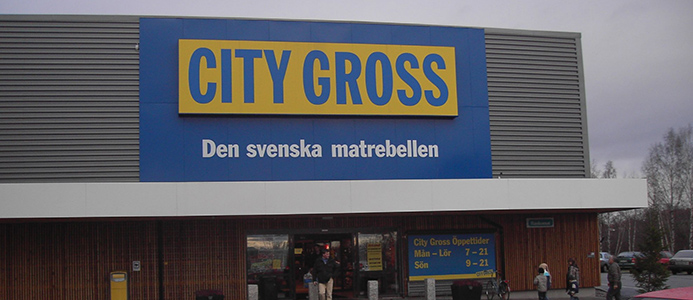 CITY GROSS
Den svenska matrebellen
City Gross Öppettider
Mån - Lör 7 - 21
Sön 9 - 21